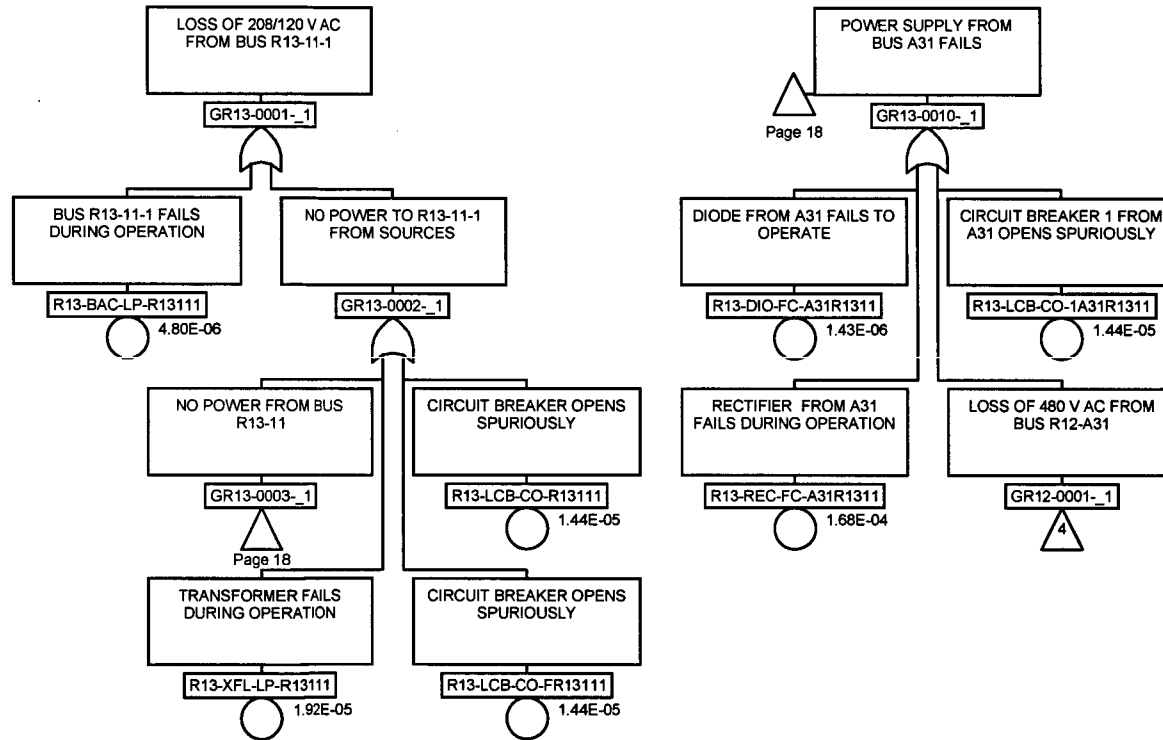 LOSS OF 208/120 V AC
FROM BUS R13-11-1
GR13-0001-_1
BUS R13-11-1 FAILS
DURING OPERATION
R13-BAC-LP-R13111
4.80E-06
NO POWER TO R13-11-1
FROM SOURCES
GR13-0002-_1
NO POWER FROM BUS
R13-11
GR13-0003-_1
Page 18
CIRCUIT BREAKER OPENS
SPURIOUSLY
R13-LCB-CO-R13111
1.44E-05
TRANSFORMER FAILS
DURING OPERATION
R13-XFL-LP-R13111
1.92E-05
CIRCUIT BREAKER OPENS
SPURIOUSLY
R13-LCB-CO-FR13111
1.44E-05
POWER SUPPLY FROM
BUS A31 FAILS
Page 18
GR13-0010-_1
DIODE FROM A31 FAILS TO
OPERATE
R13-DIO-FC-A31R1311
1.43E-06
CIRCUIT BREAKER 1 FROM
A31 OPENS SPURIOUSLY
R13-LCB-CO-1A31R1311
1.44E-05
RECTIFIER FROM A31
FAILS DURING OPERATION
R13-REC-FC-A31R1311
1.68E-04
LOSS OF 480 V AC FROM
BUS R12-A31
GR12-0001-_1
4